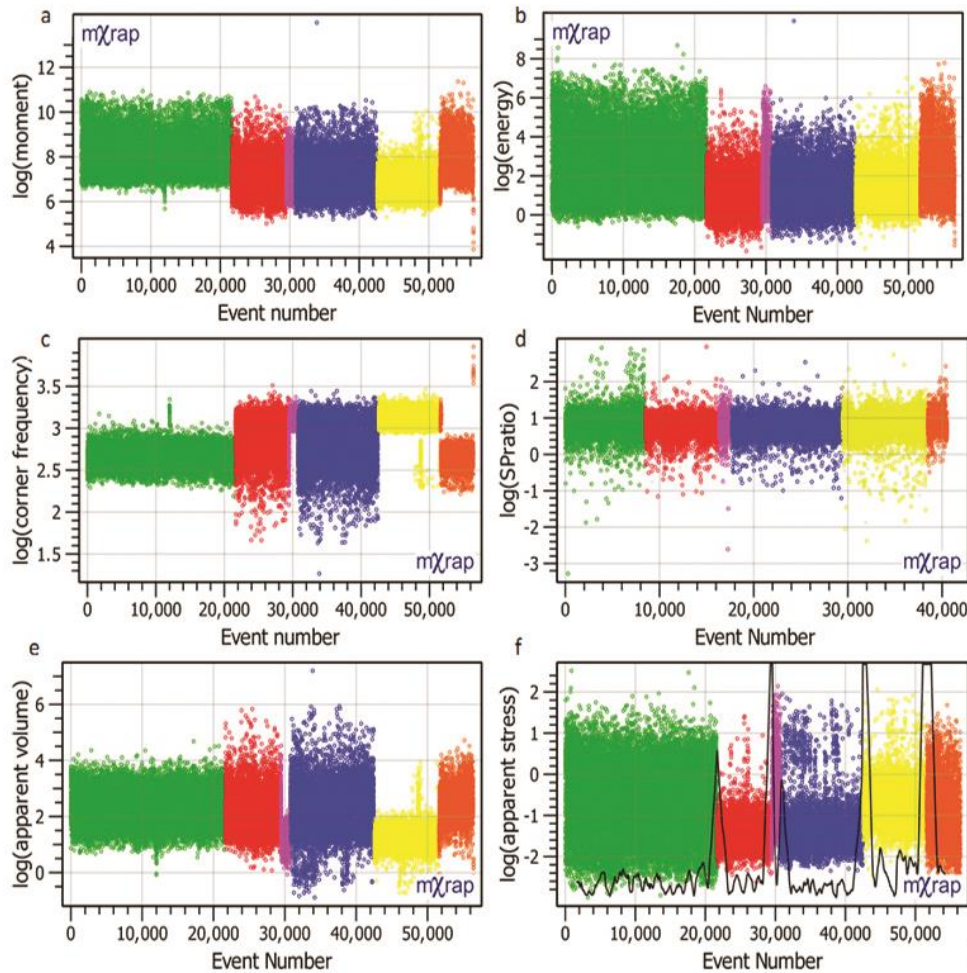 a
mχrap
log(moment)
12
10
8
6
4
0 10,000 20,000 30,000 40,000 50,000
Event number
b
mχrap
log(energy)
8
6
4
2
0
0 10,000 20,000 30,000 40,000 50,000
Event Number
c
log(corner frequency)
3.5
3.0
2.5
2.0
1.5
mχrap
0 10,000 20,000 30,000 40,000 50,000
Event number
d
log(SPratio)
2
1
0
-1
-2
-3
mχrap
0 10,000 20,000 30,000 40,000
Event Number
e
log(apparent volume)
6
4
2
0
mχrap
0 10,000 20,000 30,000 40,000 50,000
Event Number
f
log(apparent stress)
2
1
0
-1
-2
mχrap
0 10,000 20,000 30,000 40,000 50,000
Event Number